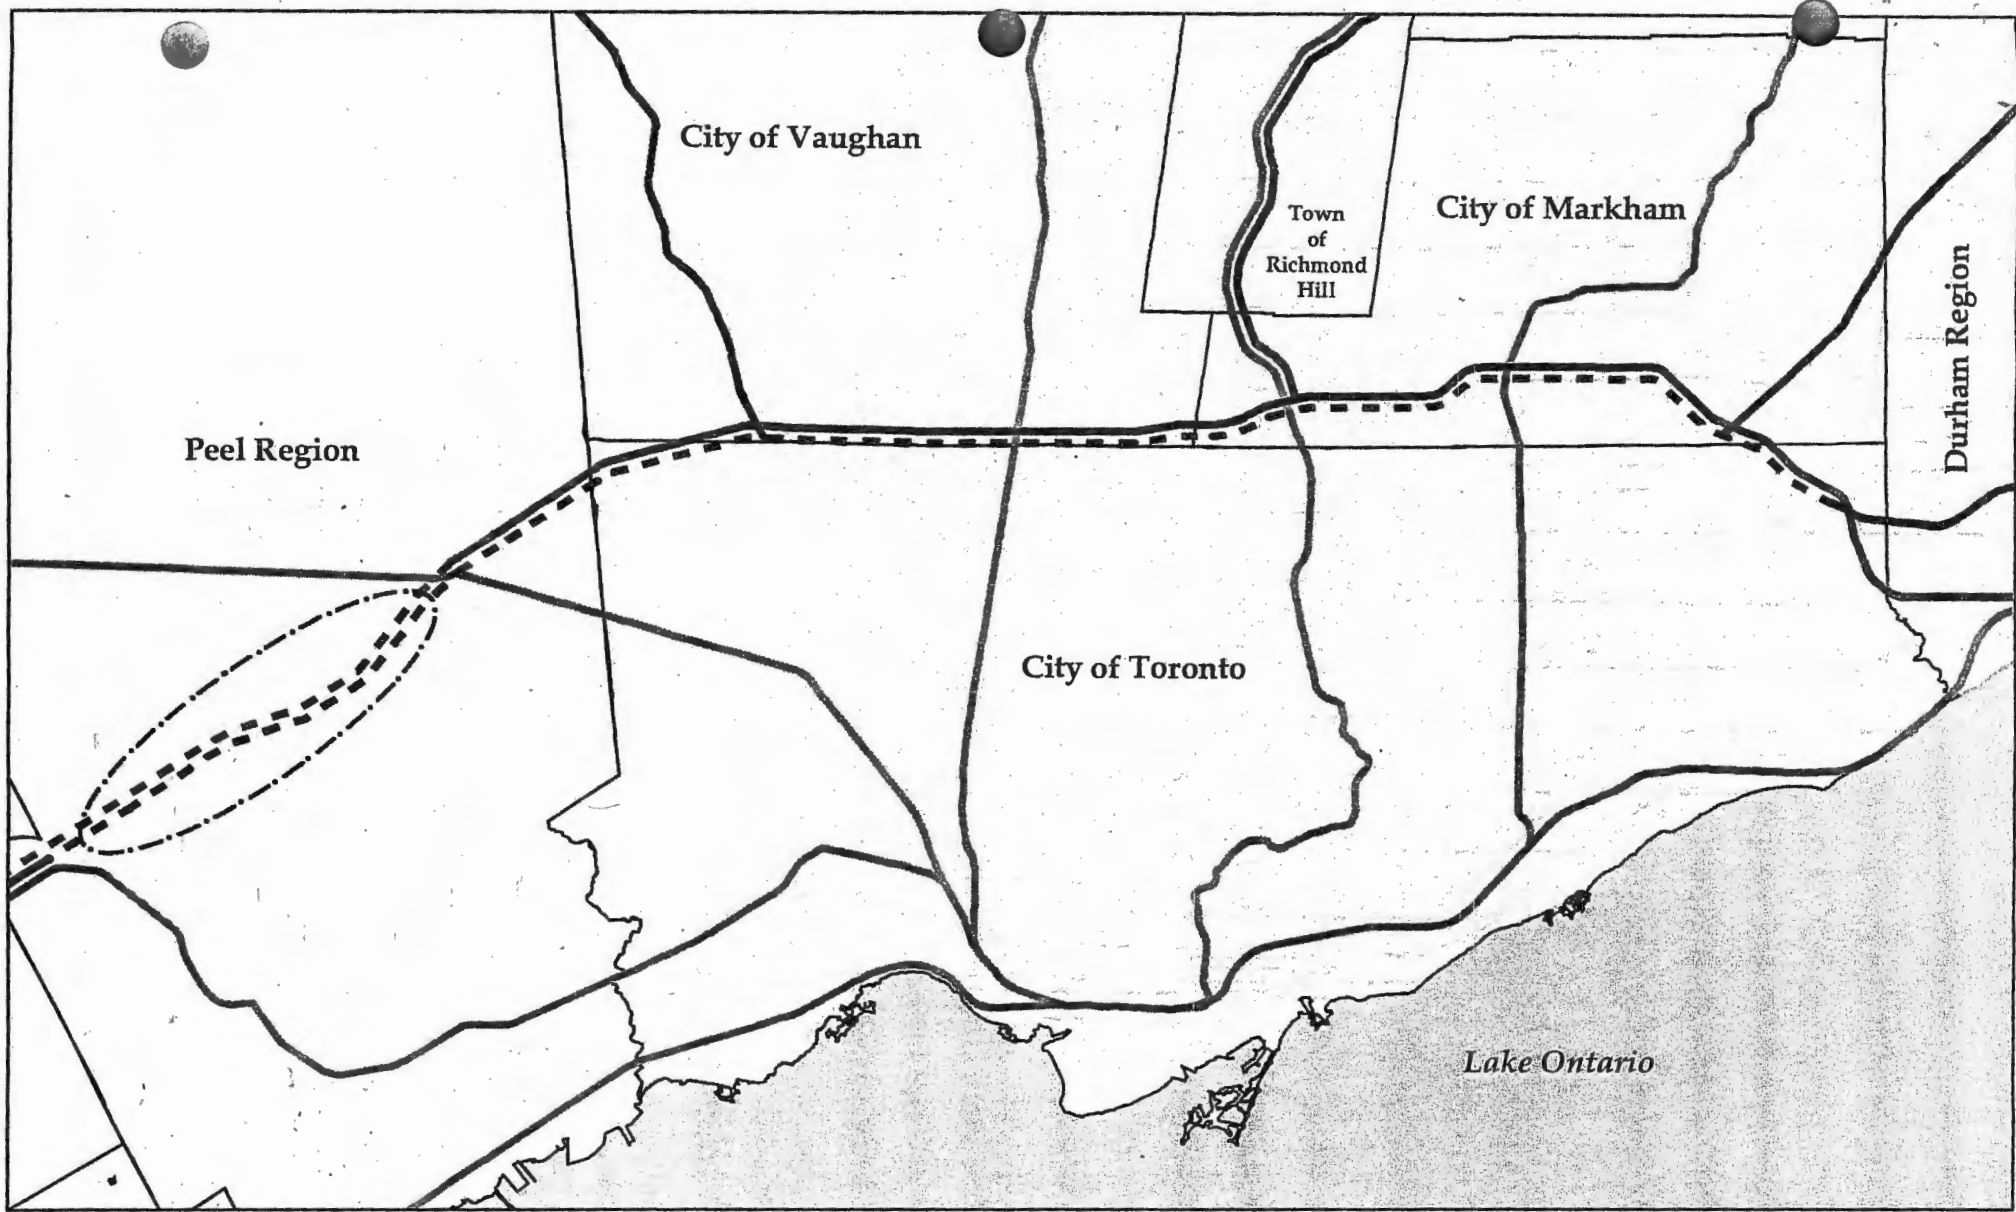 City of Vaughan
City of Markham
Town
of
Richmond
Hill
Durham Region
Peel Region
City of Toronto
Lake Ontario